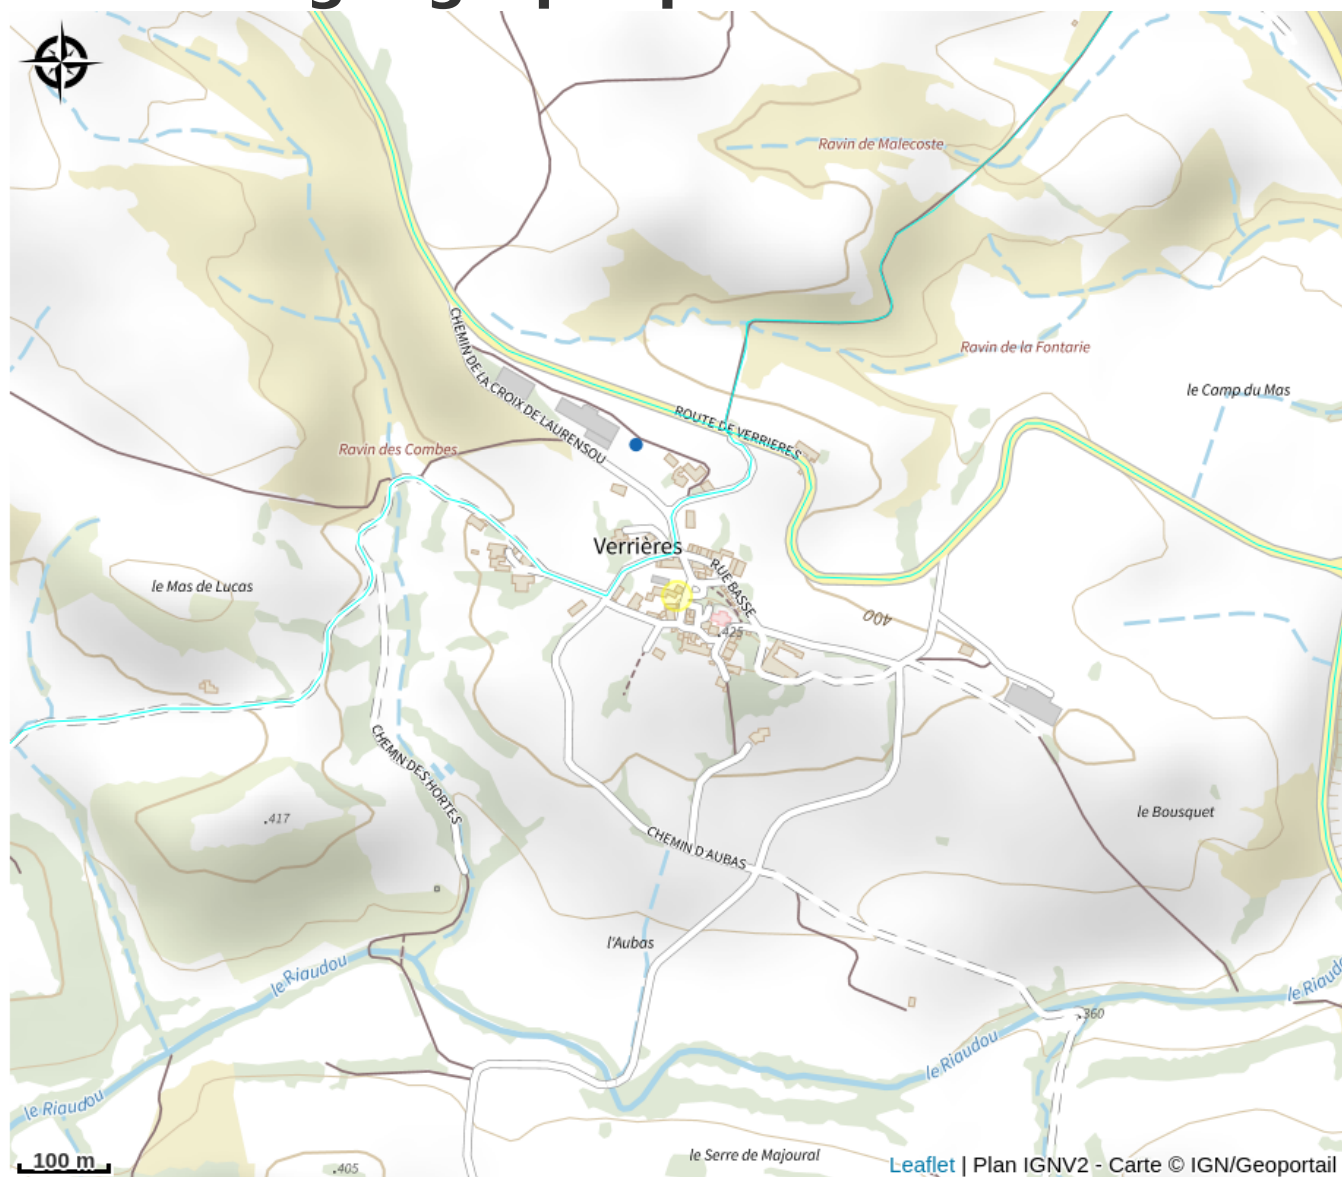 Ravin de Malecoste
Ravin de la Fontarie
le Camp du Mas
CHEMIN DE LA CROIX DE LAURENSOU
ROUTE DE VERRIERES
Ravin des Combes
Verrières
RUE BASSE
le Mas de Lucas
400
.425
CHEMIN DES HORTES
.417
le Bousquet
CHEMIN D'AUBAS
l'Aubas
le Riaudou
le Riaud
.360
le Riaudou
le Riaudou
le Serre de Majoural
100 m
.405
Leaflet | Plan IGNV2 - Carte © IGN/Geoportail